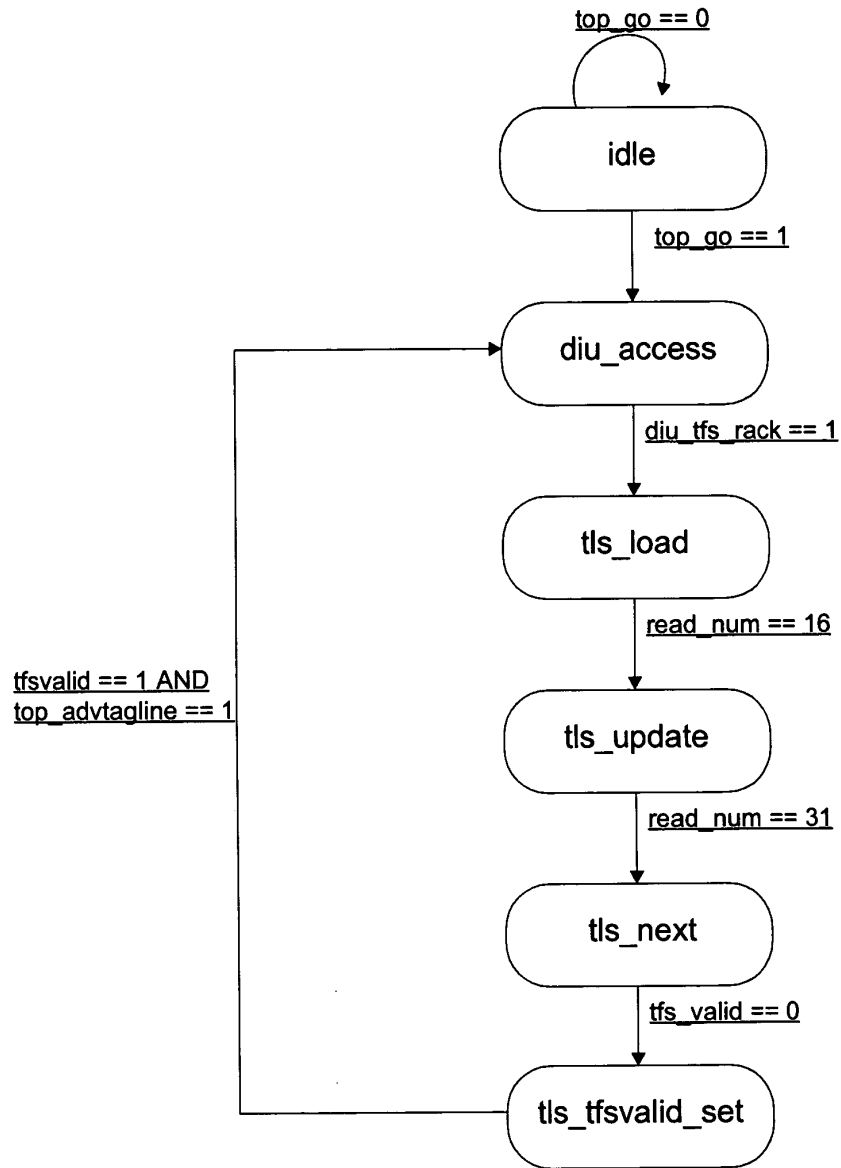 top_go == 0
idle
top_go == 1
diu_access
diu_tfs_rack == 1
tls_load
read_num == 16
tfsvalid == 1 AND
top_advtagline == 1
tls_update
read_num == 31
tls_next
tfs_valid == 0
tls_tfsvalid_set